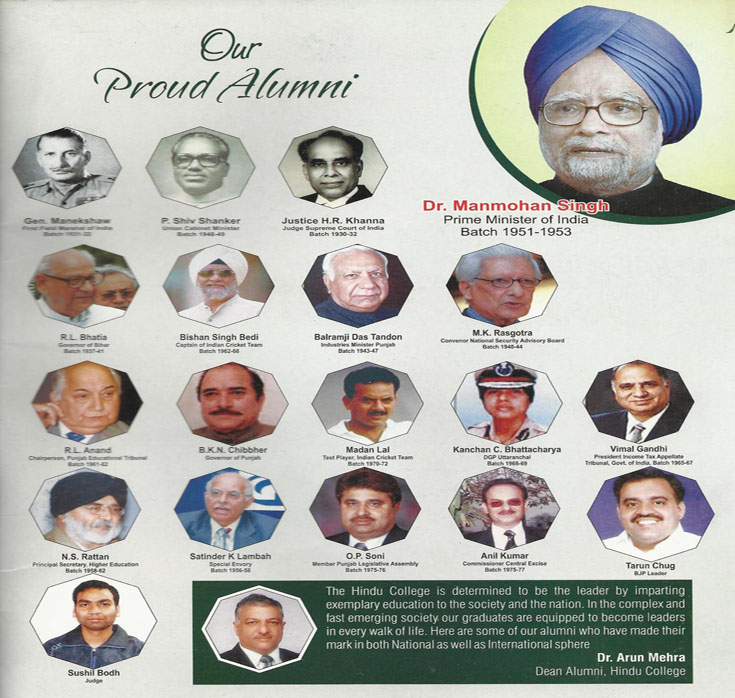 Our
Proud Alumni
Dr. Manmohan Singh
Prime Minister of India
Batch 1951-1953
Gen. Manekshaw
First Field Marshal of India
P. Shiv Shanker
Union Cabinet Minister
Batch 1948-49
Justice H.R. Khanna
Judge Supreme Court of India
Batch 1930-32
R.L. Bhatia
Governor of Bihar
Batch 1937-41
Bishan Singh Bedi
Captain of Indian Cricket Team
Batch 1962-66
Balramji Das Tandon
Industries Minister Punjab
Batch 1943-47
M.K. Rasgotra
Convenor National Security Advisory Board
Batch 1940-44
R.L. Anand
Chairperson, Punjab Educational Tribunal
Batch 1961-62
B.K.N. Chibbher
Governor of Punjab
Madan Lal
Test Player, Indian Cricket Team
Batch 1970-72
Kanchan C. Bhattacharya
DGP Uttaranchal
Batch 1968-69
Vimal Gandhi
President Income Tax Appellate
Tribunal, Govt. of India, Batch 1965-67
N.S. Rattan
Principal Secretary, Higher Education
Batch 1958-62
Satinder K Lambah
Special Envory
Batch 1956-58
O.P. Soni
Member Punjab Legislative Assembly
Batch 1975-76
Anil Kumar
Commissioner Central Excise
Batch 1975-77
Tarun Chug
BJP Leader
Sushil Bodh
Judge
The Hindu College is determined to be the leader by imparting
exemplary education to the society and the nation. In the complex and
fast emerging society our graduates are equipped to become leaders
in every walk of life. Here are some of our alumni who have made their
mark in both National as well as International sphere
Dr. Arun Mehra
Dean Alumni, Hindu College